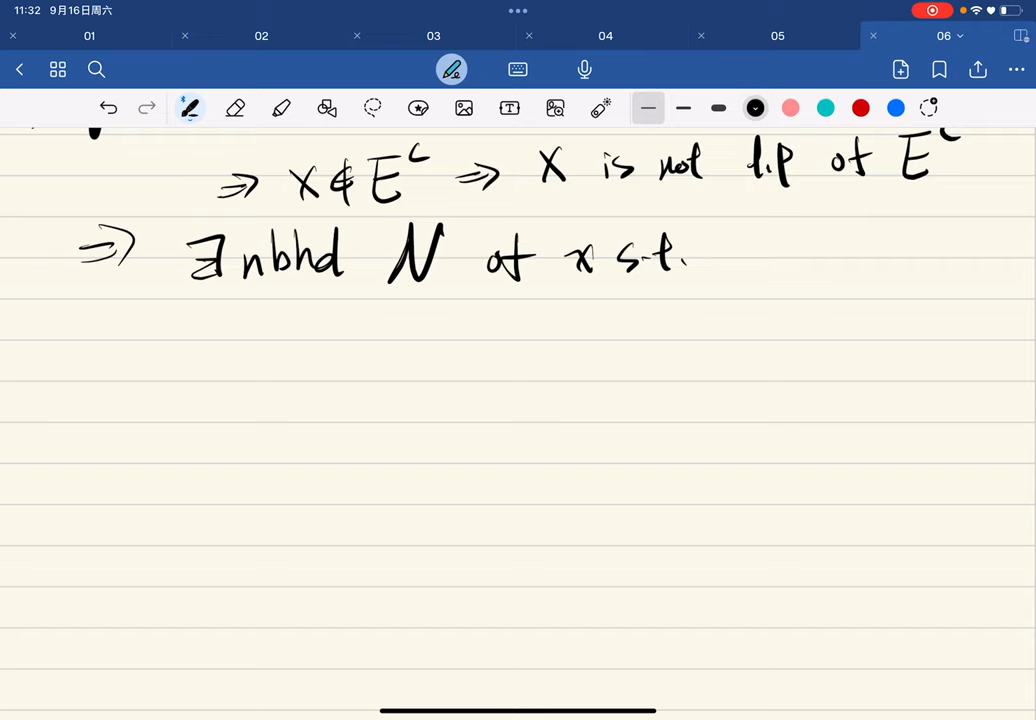 11:32 9月16日周六
01 02 03 04 05 06
⇒ x∉E^c ⇒ x is not l.p of E^c
⇒ ∃ nbhd N of x s.t.